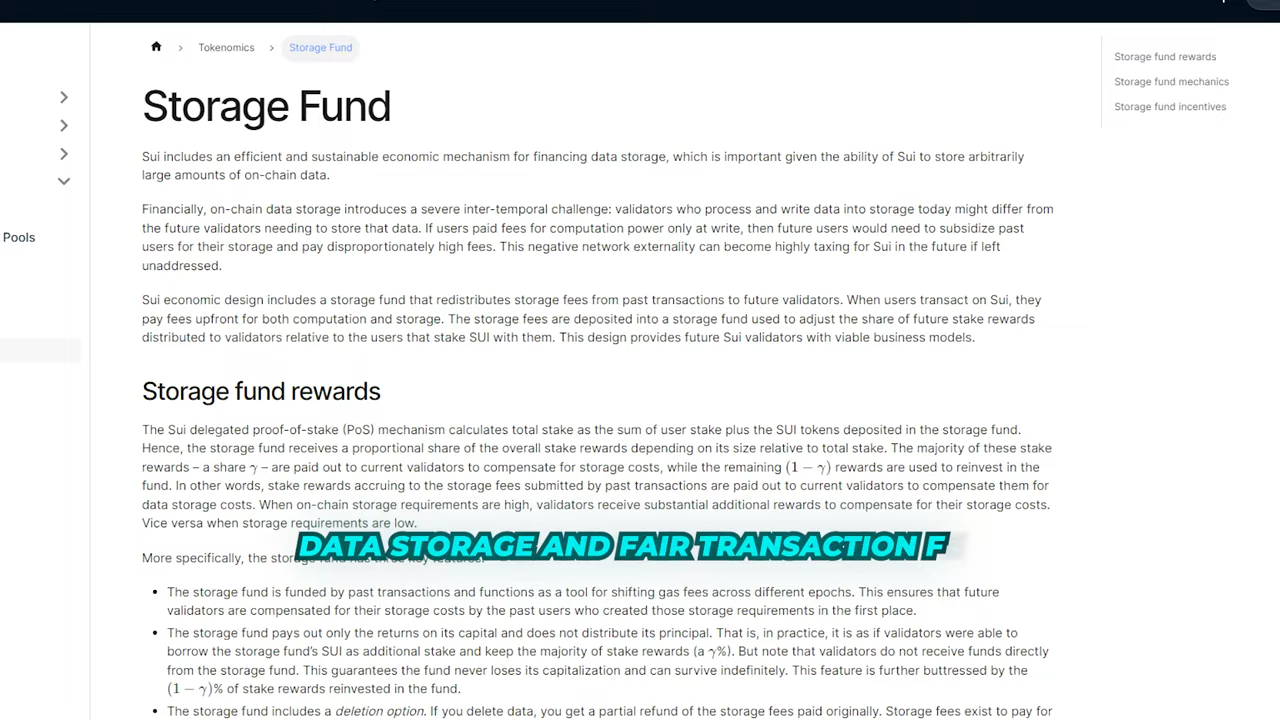 Tokenomics
Storage Fund
Storage fund rewards
Storage fund mechanics
Storage fund incentives
Pools
Storage Fund
Sui includes an efficient and sustainable economic mechanism for financing data storage, which is important given the ability of Sui to store arbitrarily
large amounts of on-chain data.
Financially, on-chain data storage introduces a severe inter-temporal challenge: validators who process and write data into storage today might differ from
the future validators needing to store that data. If users paid fees for computation power only at write, then future users would need to subsidize past
users for their storage and pay disproportionately high fees. This negative network externality can become highly taxing for Sui in the future if left
unaddressed.
Sui economic design includes a storage fund that redistributes storage fees from past transactions to future validators. When users transact on Sui, they
pay fees upfront for both computation and storage. The storage fees are deposited into a storage fund used to adjust the share of future stake rewards
distributed to validators relative to the users that stake SUI with them. This design provides future Sui validators with viable business models.
Storage fund rewards
The Sui delegated proof-of-stake (PoS) mechanism calculates total stake as the sum of user stake plus the SUI tokens deposited in the storage fund.
Hence, the storage fund receives a proportional share of the overall stake rewards depending on its size relative to total stake. The majority of these stake
rewards – a share γ – are paid out to current validators to compensate for storage costs, while the remaining (1 − γ) rewards are used to reinvest in the
fund. In other words, stake rewards accruing to the storage fees submitted by past transactions are paid out to current validators to compensate them for
data storage costs. When on-chain storage requirements are high, validators receive substantial additional rewards to compensate for their storage costs.
Vice versa when storage requirements are low.
DATA STORAGE AND FAIR TRANSACTION F
More specifically, the storage fund has three key features:
• The storage fund is funded by past transactions and functions as a tool for shifting gas fees across different epochs. This ensures that future
validators are compensated for their storage costs by the past users who created those storage requirements in the first place.
• The storage fund pays out only the returns on its capital and does not distribute its principal. That is, in practice, it is as if validators were able to
borrow the storage fund's SUI as additional stake and keep the majority of stake rewards (a γ%). But note that validators do not receive funds directly
from the storage fund. This guarantees the fund never loses its capitalization and can survive indefinitely. This feature is further buttressed by the
(1 − γ)% of stake rewards reinvested in the fund.
• The storage fund includes a deletion option. If you delete data, you get a partial refund of the storage fees paid originally. Storage fees exist to pay for